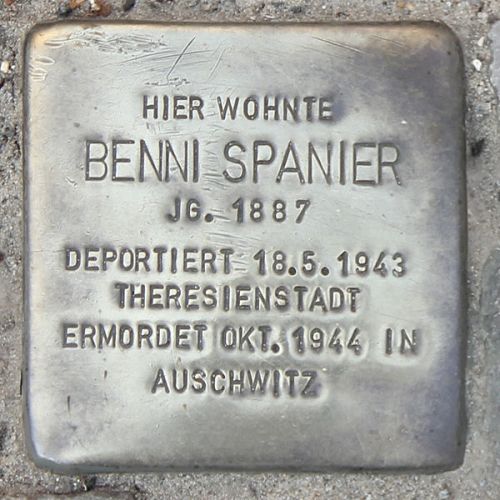 HIER WOHNTE
BENNI SPANIER
JG. 1887
DEPORTIERT 18.5.1943
THERESIENSTADT
ERMORDET OKT. 1944 IN
AUSCHWITZ